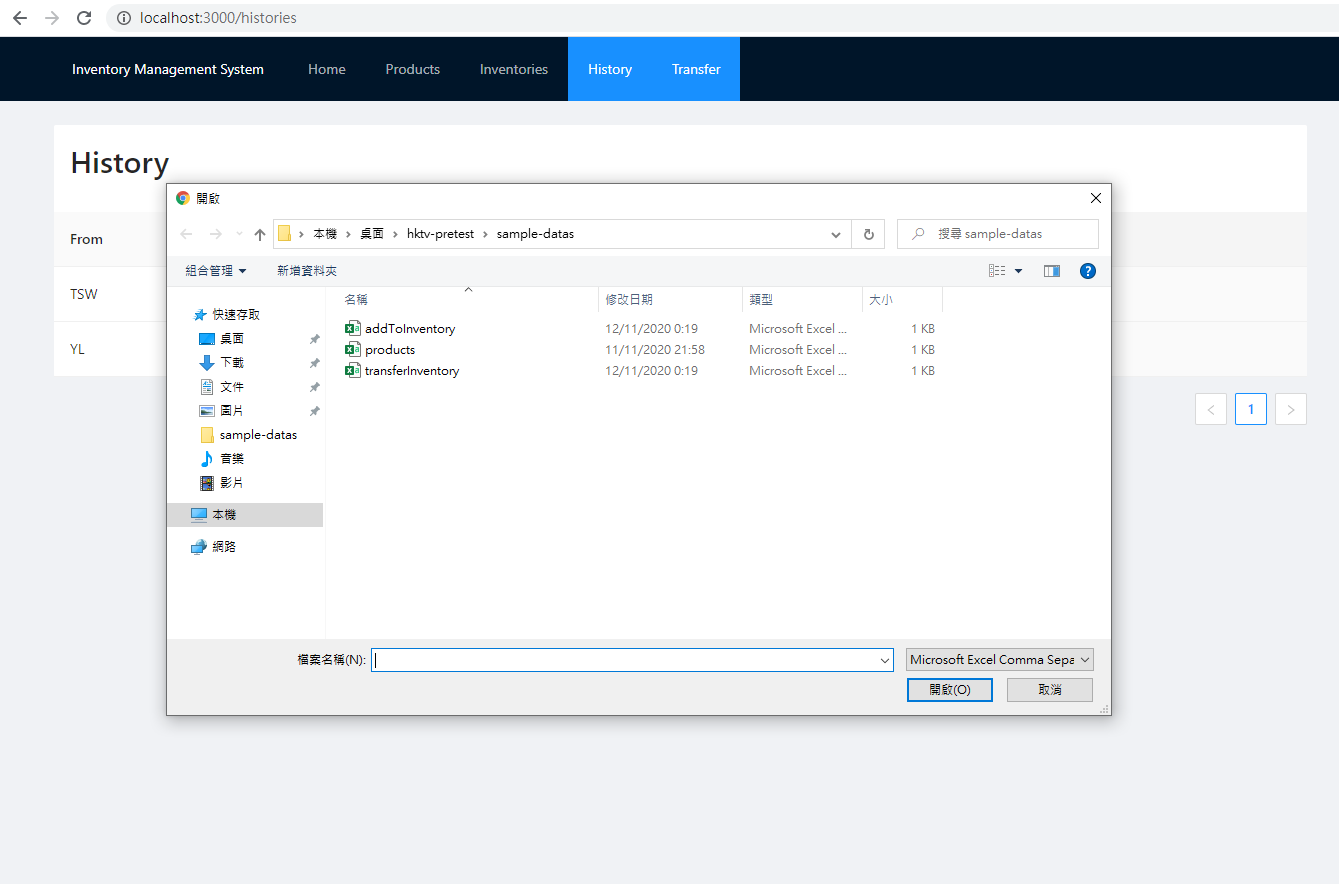 localhost:3000/histories
Inventory Management System Home Products Inventories History Transfer
History
From
TSW
YL
開啟
本機 桌面 hktv-pretest sample-datas
搜尋 sample-datas
組合管理 新增資料夾
名稱 修改日期 類型 大小
快速存取
桌面
下載
文件
圖片
sample-datas
音樂
影片
本機
網路
addToInventory 12/11/2020 0:19 Microsoft Excel ... 1 KB
products 11/11/2020 21:58 Microsoft Excel ... 1 KB
transferInventory 12/11/2020 0:19 Microsoft Excel ... 1 KB
< 1 >
檔案名稱(N): Microsoft Excel Comma Sepa
開啟(O) 取消